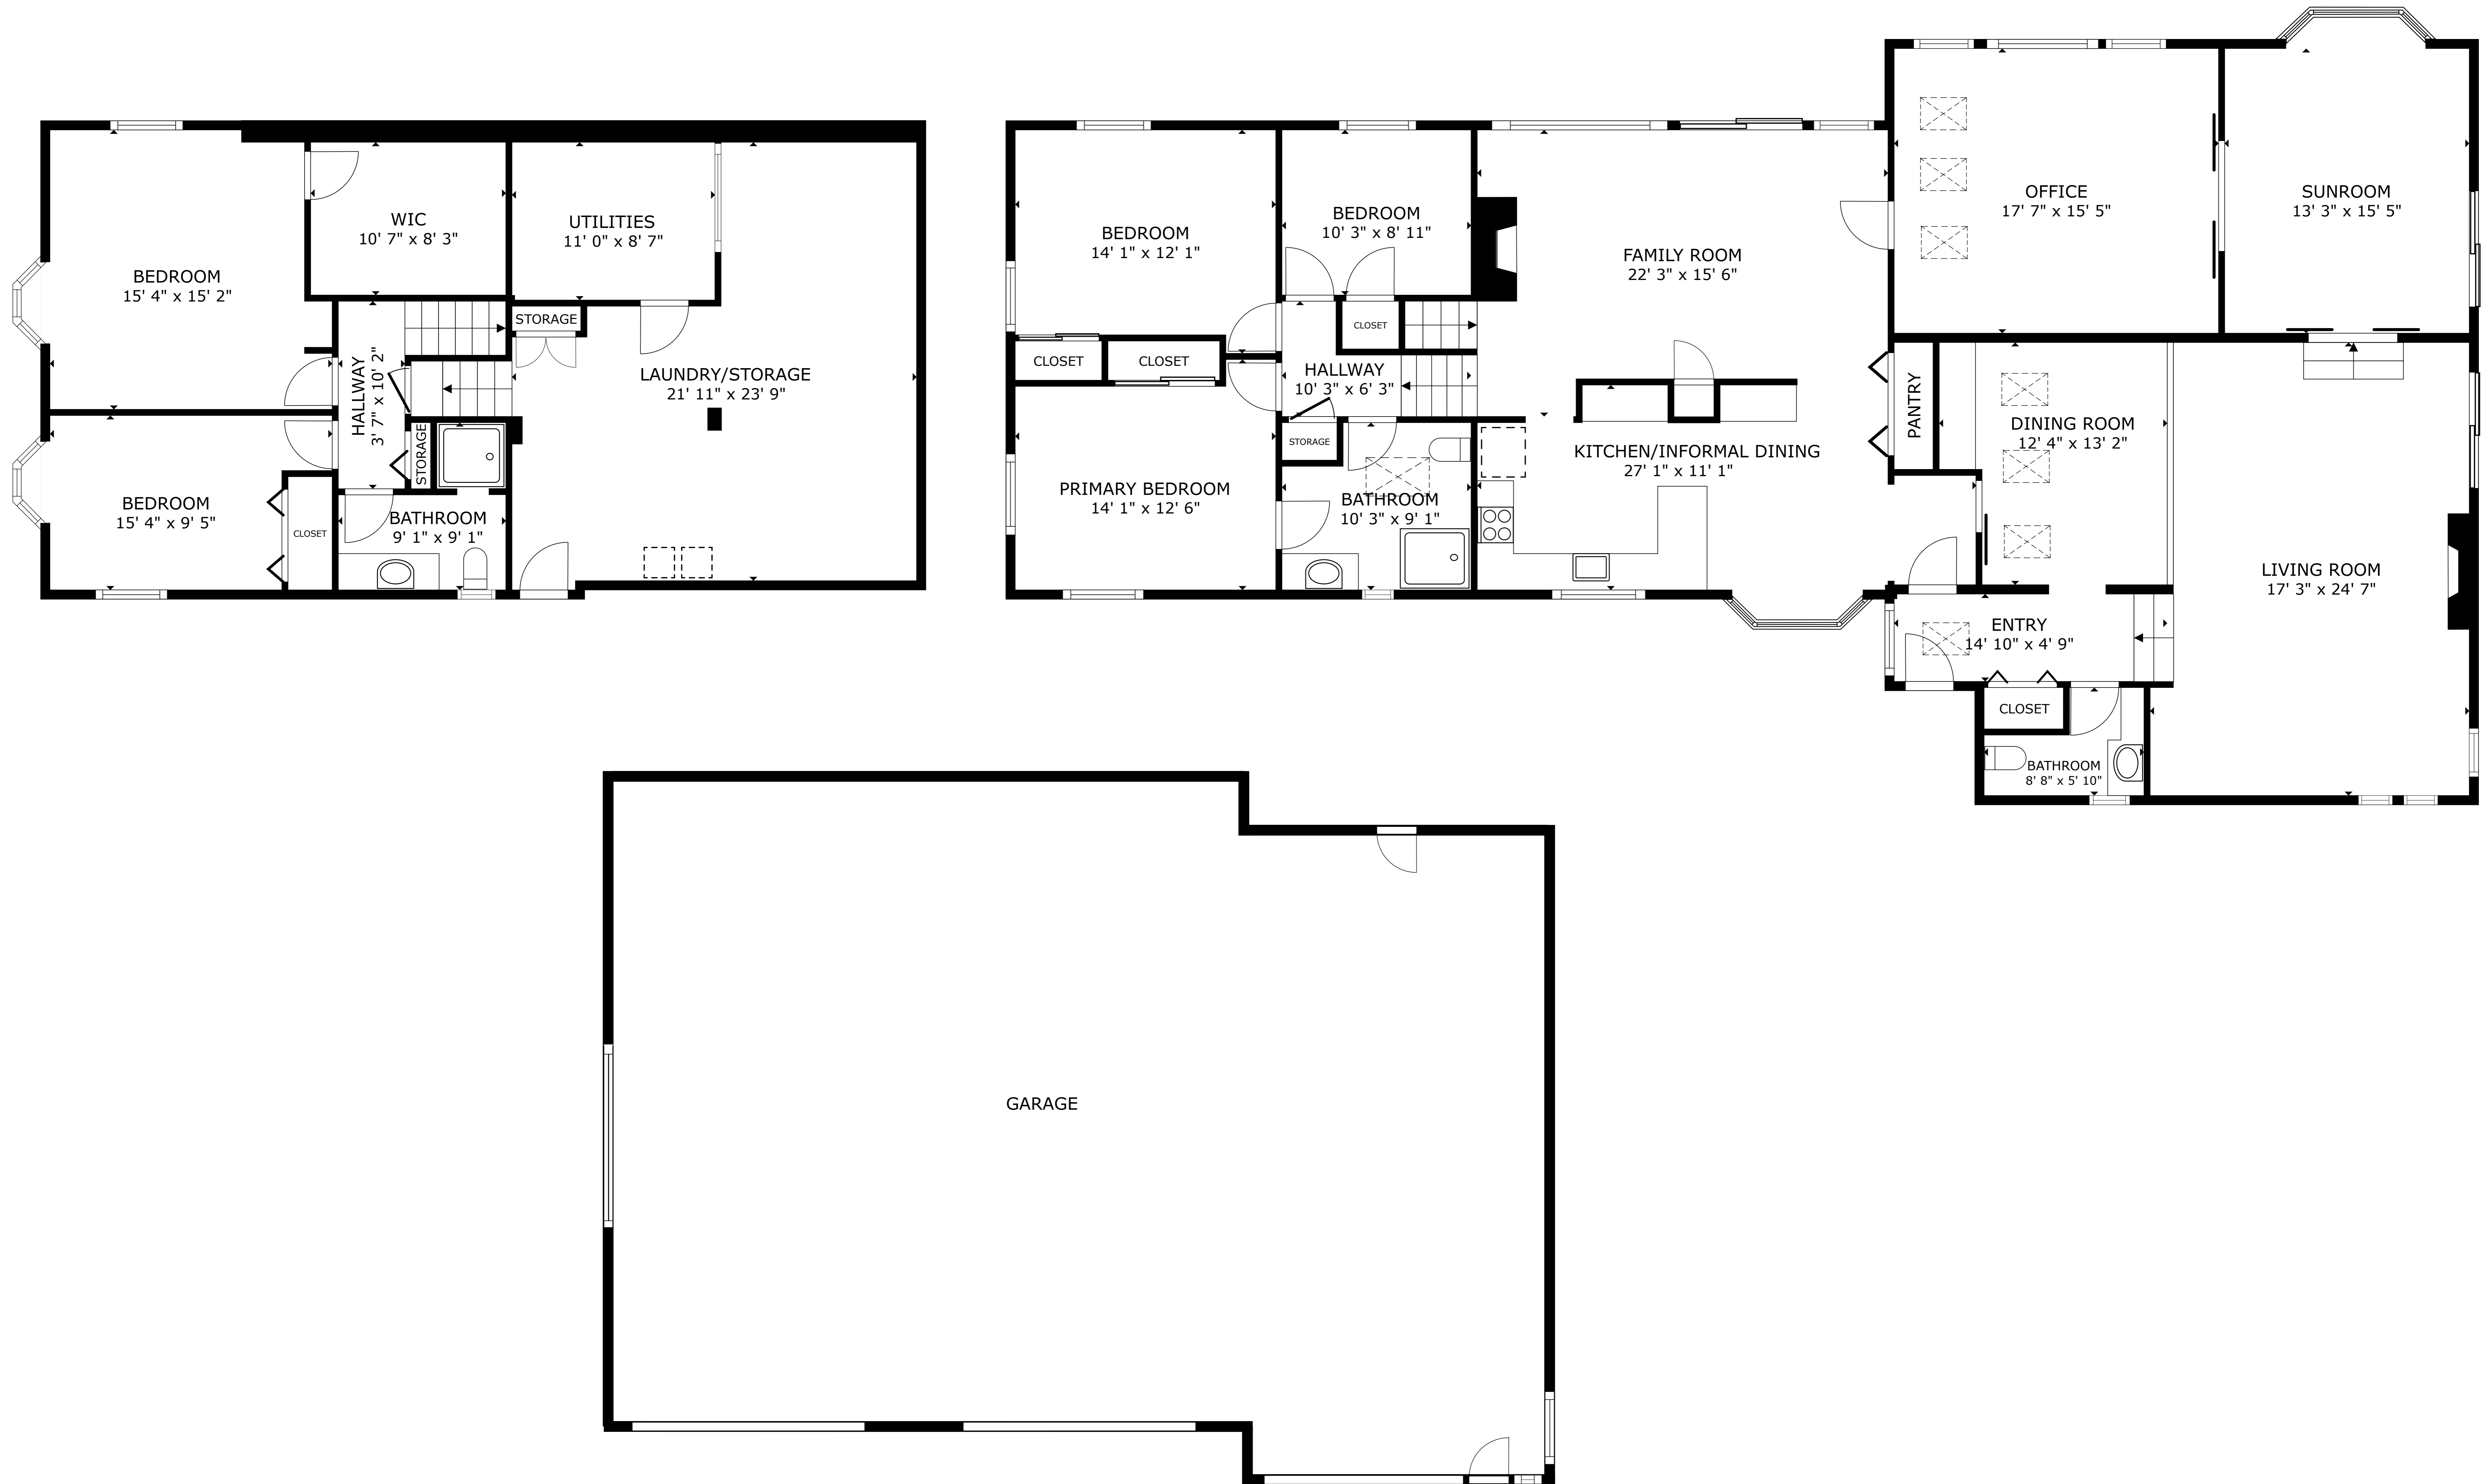 BEDROOM
15' 4" x 15' 2"
WIC
10' 7" x 8' 3"
UTILITIES
11' 0" x 8' 7"
STORAGE
HALLWAY
3' 7" x 10' 2"
LAUNDRY/STORAGE
21' 11" x 23' 9"
STORAGE
BEDROOM
15' 4" x 9' 5"
CLOSET
BATHROOM
9' 1" x 9' 1"
BEDROOM
14' 1" x 12' 1"
BEDROOM
10' 3" x 8' 11"
FAMILY ROOM
22' 3" x 15' 6"
CLOSET
CLOSET
CLOSET
HALLWAY
10' 3" x 6' 3"
STORAGE
PRIMARY BEDROOM
14' 1" x 12' 6"
BATHROOM
10' 3" x 9' 1"
KITCHEN/INFORMAL DINING
27' 1" x 11' 1"
OFFICE
17' 7" x 15' 5"
SUNROOM
13' 3" x 15' 5"
PANTRY
DINING ROOM
12' 4" x 13' 2"
LIVING ROOM
17' 3" x 24' 7"
ENTRY
14' 10" x 4' 9"
CLOSET
BATHROOM
8' 8" x 5' 10"
GARAGE